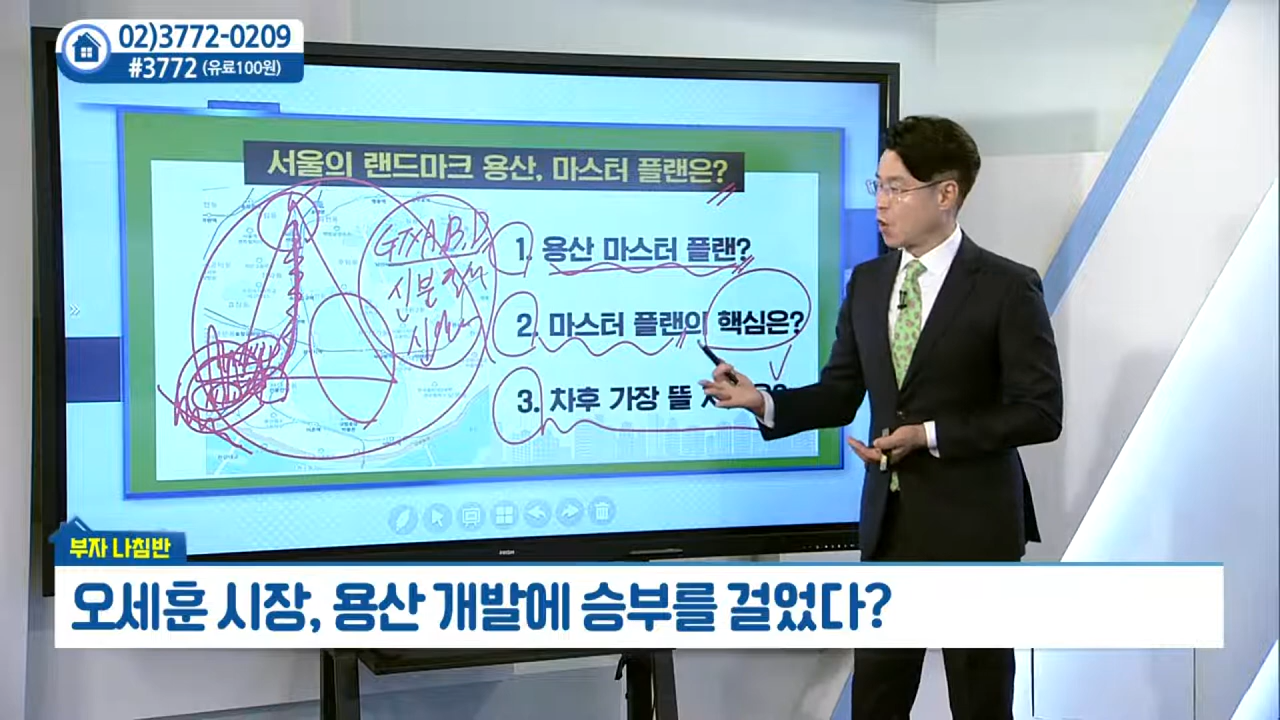 02)3772-0209
#3772 (유료100원)
서울의 랜드마크 용산, 마스터 플랜은?
GTX A.B.D
신분
1. 용산 마스터 플랜?
2. 마스터 플랜의 핵심은?
3. 차후 가장 뜰
부자 나침반
오세훈 시장, 용산 개발에 승부를 걸었다?